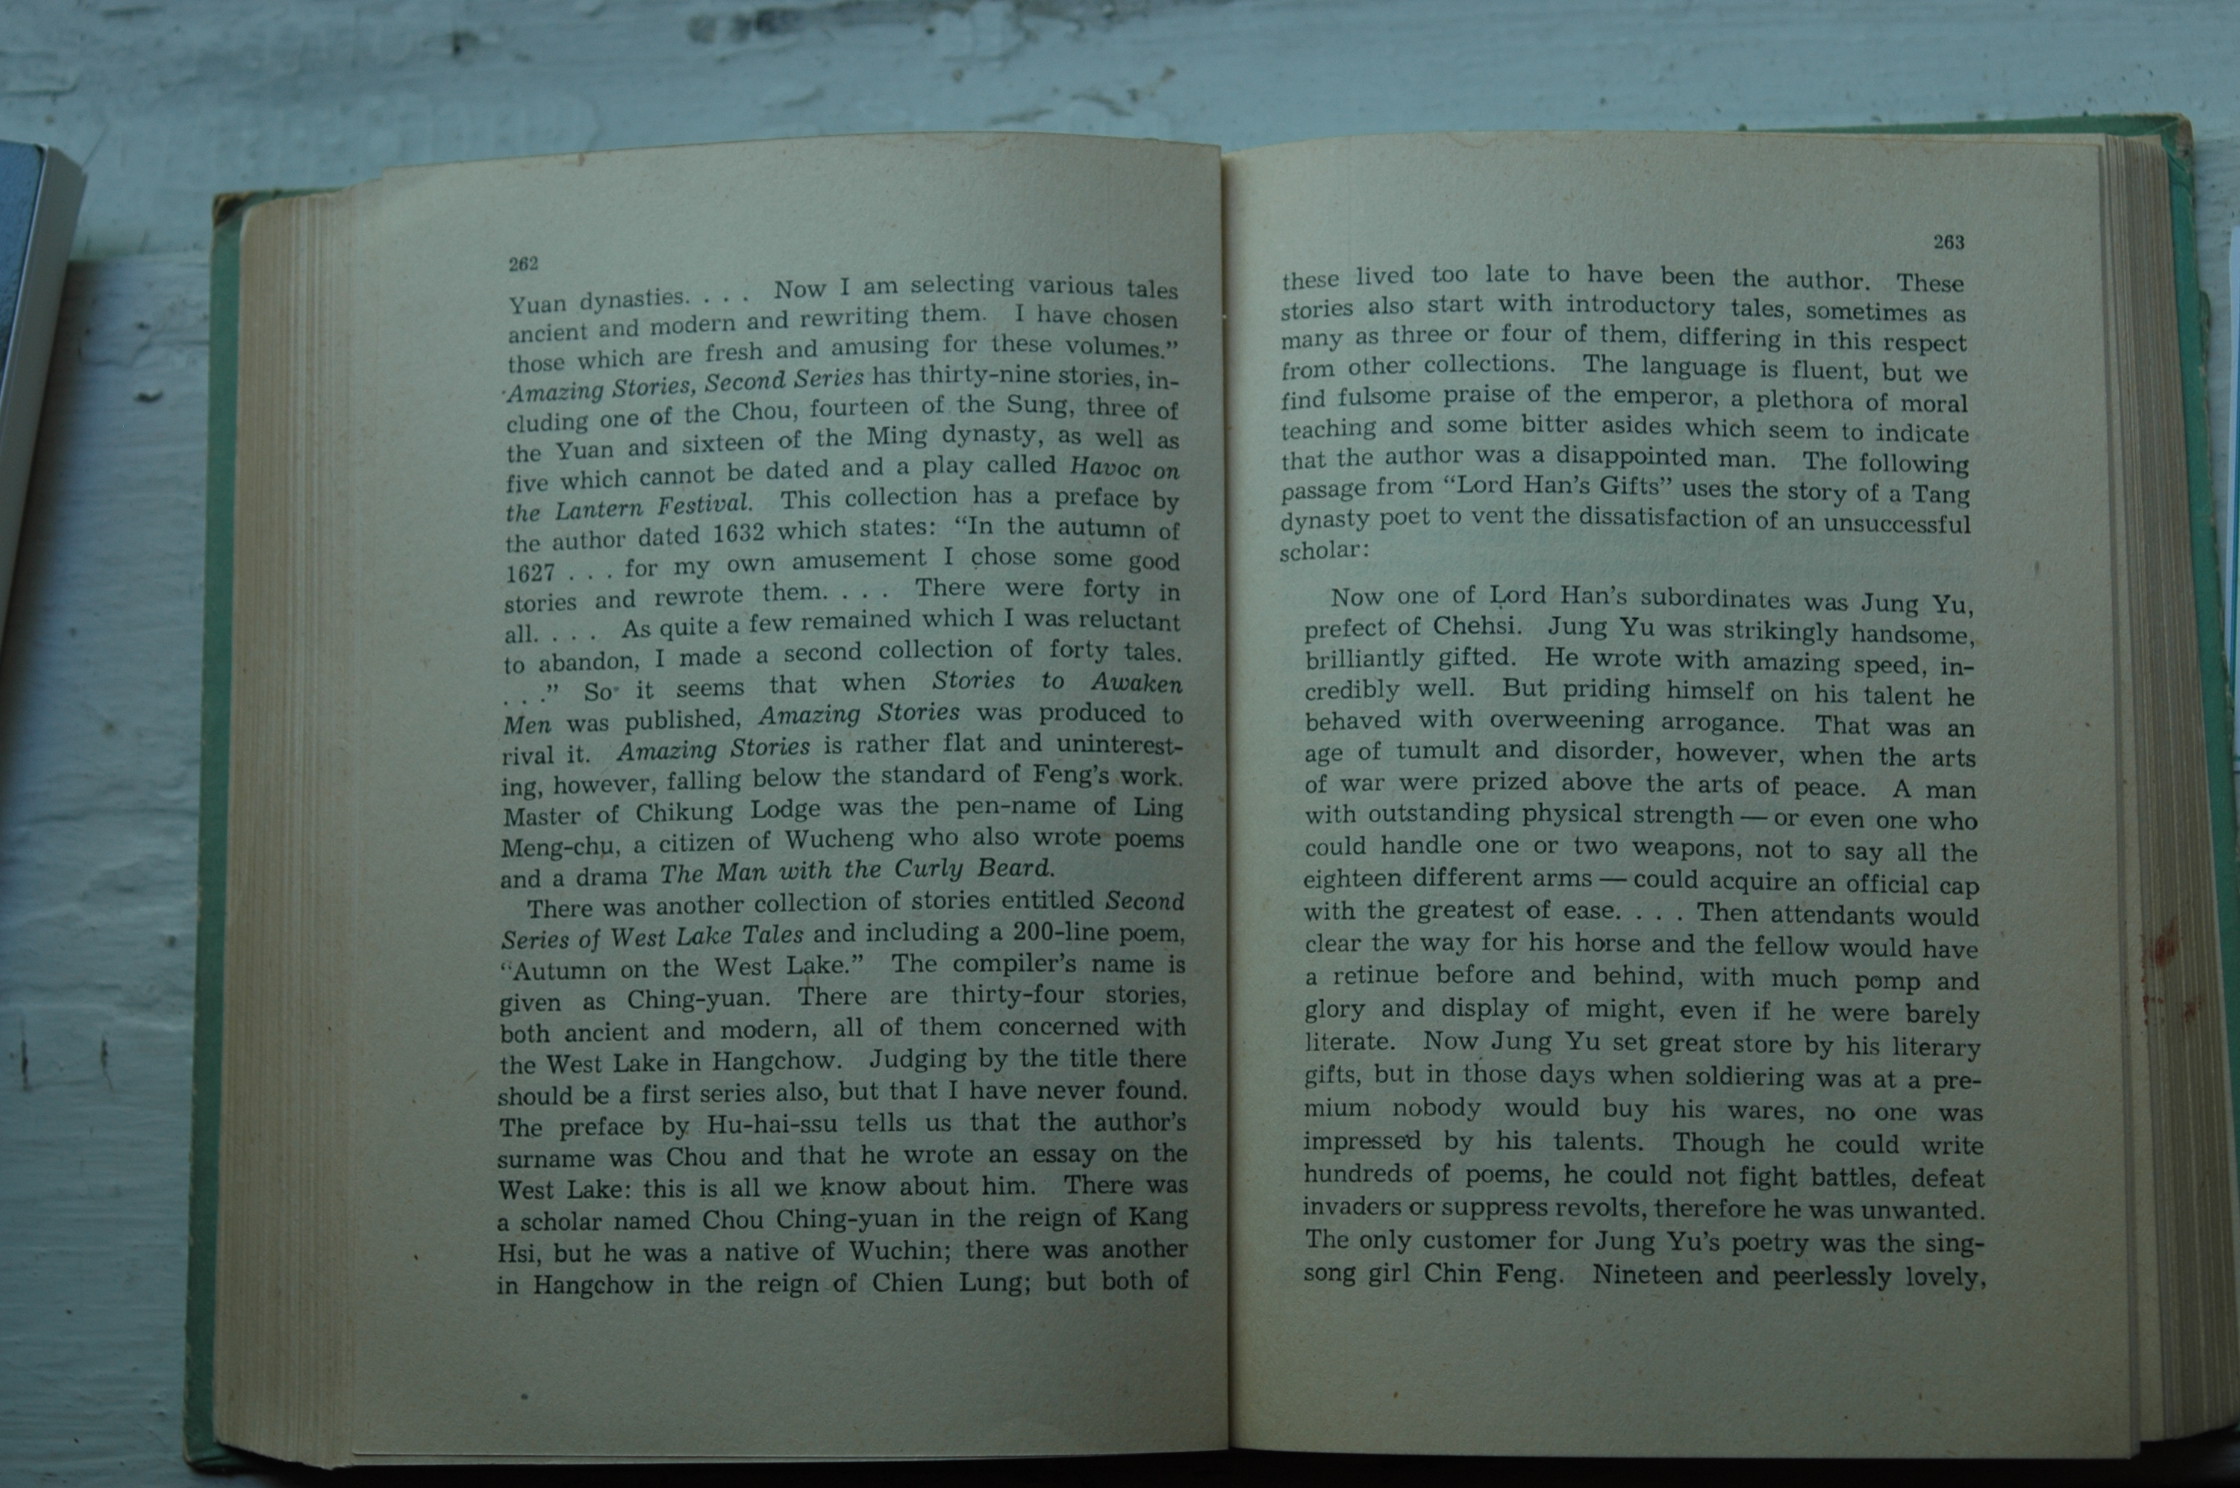 262
Yuan dynasties. . . . Now I am selecting various tales
ancient and modern and rewriting them. I have chosen
those which are fresh and amusing for these volumes.”
Amazing Stories, Second Series has thirty-nine stories, in-
cluding one of the Chou, fourteen of the Sung, three of
the Yuan and sixteen of the Ming dynasty, as well as
five which cannot be dated and a play called Havoc on
the Lantern Festival. This collection has a preface by
the author dated 1632 which states: “In the autumn of
1627 . . . for my own amusement I chose some good
stories and rewrote them. . . . There were forty in
all. . . . As quite a few remained which I was reluctant
to abandon, I made a second collection of forty tales.
. . .” So it seems that when Stories to Awaken
Men was published, Amazing Stories was produced to
rival it. Amazing Stories is rather flat and uninterest-
ing, however, falling below the standard of Feng’s work.
Master of Chikung Lodge was the pen-name of Ling
Meng-chu, a citizen of Wucheng who also wrote poems
and a drama The Man with the Curly Beard.
There was another collection of stories entitled Second
Series of West Lake Tales and including a 200-line poem,
“Autumn on the West Lake.” The compiler’s name is
given as Ching-yuan. There are thirty-four stories,
both ancient and modern, all of them concerned with
the West Lake in Hangchow. Judging by the title there
should be a first series also, but that I have never found.
The preface by Hu-hai-ssu tells us that the author’s
surname was Chou and that he wrote an essay on the
West Lake: this is all we know about him. There was
a scholar named Chou Ching-yuan in the reign of Kang
Hsi, but he was a native of Wuchin; there was another
in Hangchow in the reign of Chien Lung; but both of
263
these lived too late to have been the author. These
stories also start with introductory tales, sometimes as
many as three or four of them, differing in this respect
from other collections. The language is fluent, but we
find fulsome praise of the emperor, a plethora of moral
teaching and some bitter asides which seem to indicate
that the author was a disappointed man. The following
passage from “Lord Han’s Gifts” uses the story of a Tang
dynasty poet to vent the dissatisfaction of an unsuccessful
scholar:
Now one of Lord Han’s subordinates was Jung Yu,
prefect of Chehsi. Jung Yu was strikingly handsome,
brilliantly gifted. He wrote with amazing speed, in-
credibly well. But priding himself on his talent he
behaved with overweening arrogance. That was an
age of tumult and disorder, however, when the arts
of war were prized above the arts of peace. A man
with outstanding physical strength — or even one who
could handle one or two weapons, not to say all the
eighteen different arms — could acquire an official cap
with the greatest of ease. . . . Then attendants would
clear the way for his horse and the fellow would have
a retinue before and behind, with much pomp and
glory and display of might, even if he were barely
literate. Now Jung Yu set great store by his literary
gifts, but in those days when soldiering was at a pre-
mium nobody would buy his wares, no one was
impressed by his talents. Though he could write
hundreds of poems, he could not fight battles, defeat
invaders or suppress revolts, therefore he was unwanted.
The only customer for Jung Yu’s poetry was the sing-
song girl Chin Feng. Nineteen and peerlessly lovely,